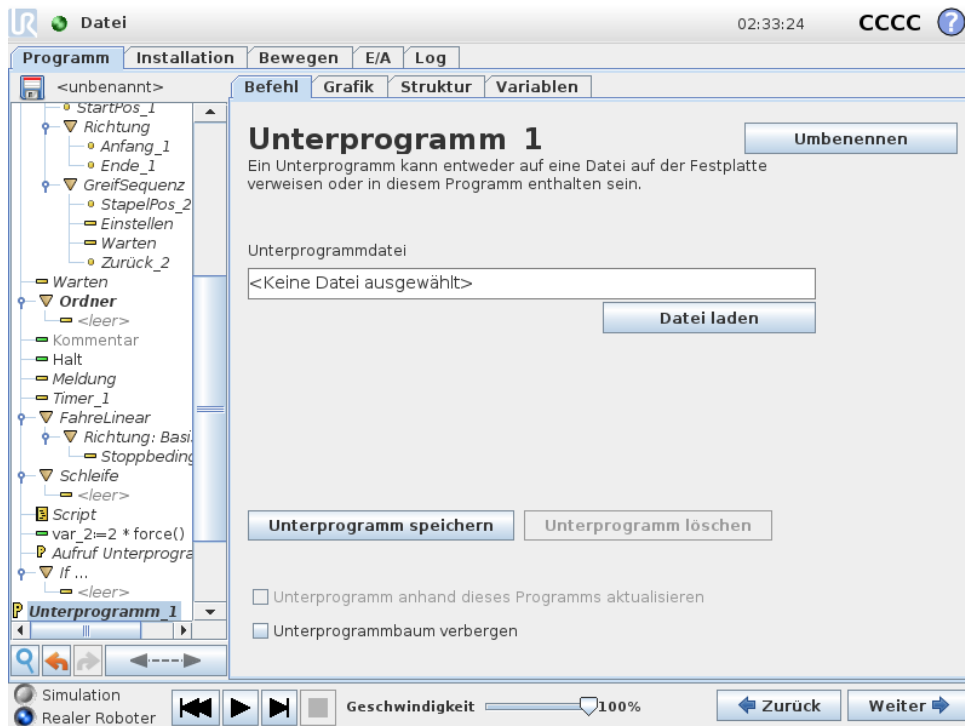 UR Datei 02:33:24 CCCC ?
Programm Installation Bewegen E/A Log
<unbenannt>
Befehl Grafik Struktur Variablen
StartPos_1
Richtung
Anfang_1
Ende_1
GreifSequenz
StapelPos_2
Einstellen
Warten
Zurück_2
Warten
Ordner
<leer>
Kommentar
Halt
Meldung
Timer_1
FahreLinear
Richtung: Basi
Stoppbeding
Schleife
<leer>
Script
var_2:=2 * force()
Aufruf Unterprogra
If ...
<leer>
Unterprogramm_1
Unterprogramm 1
Umbenennen
Ein Unterprogramm kann entweder auf eine Datei auf der Festplatte
verweisen oder in diesem Programm enthalten sein.
Unterprogrammdatei
<Keine Datei ausgewählt>
Datei laden
Unterprogramm speichern Unterprogramm löschen
Unterprogramm anhand dieses Programms aktualisieren
Unterprogrammbaum verbergen
Simulation
Realer Roboter
Geschwindigkeit 100%
Zurück Weiter